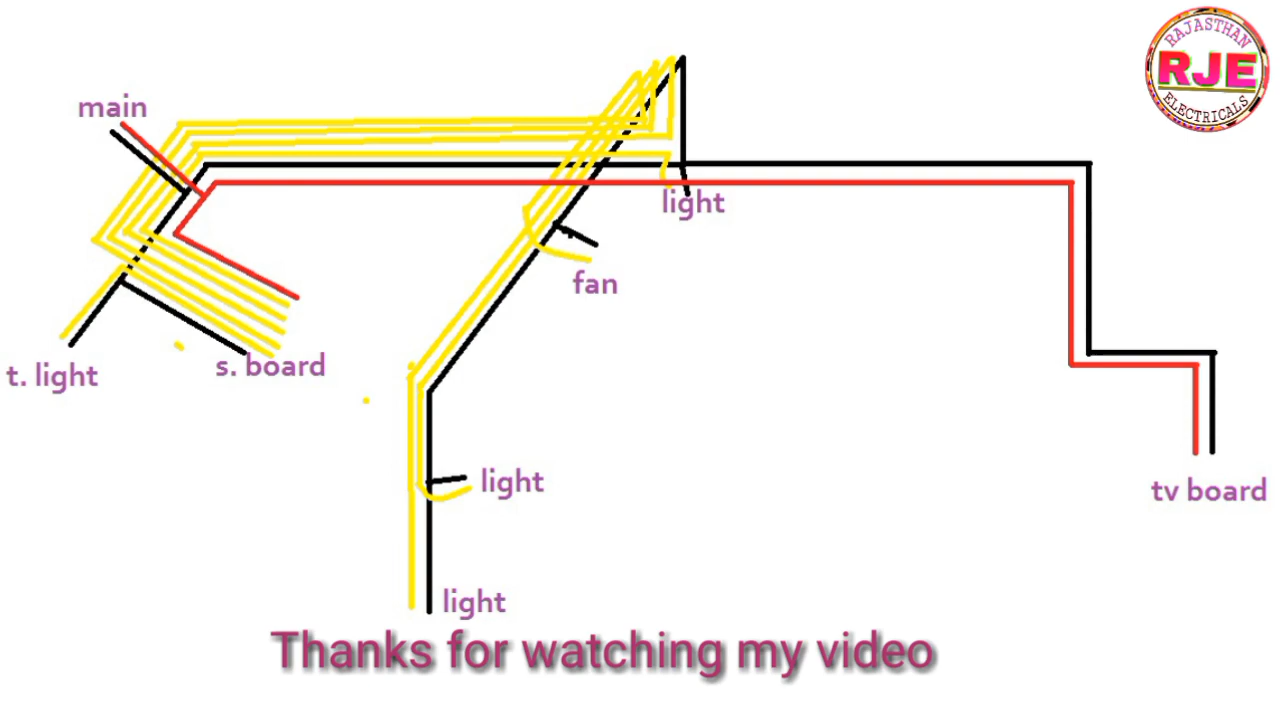 RAJASTHAN
RJE
ELECTRICALS
main
light
fan
t. light
s. board
light
tv board
light
Thanks for watching my video